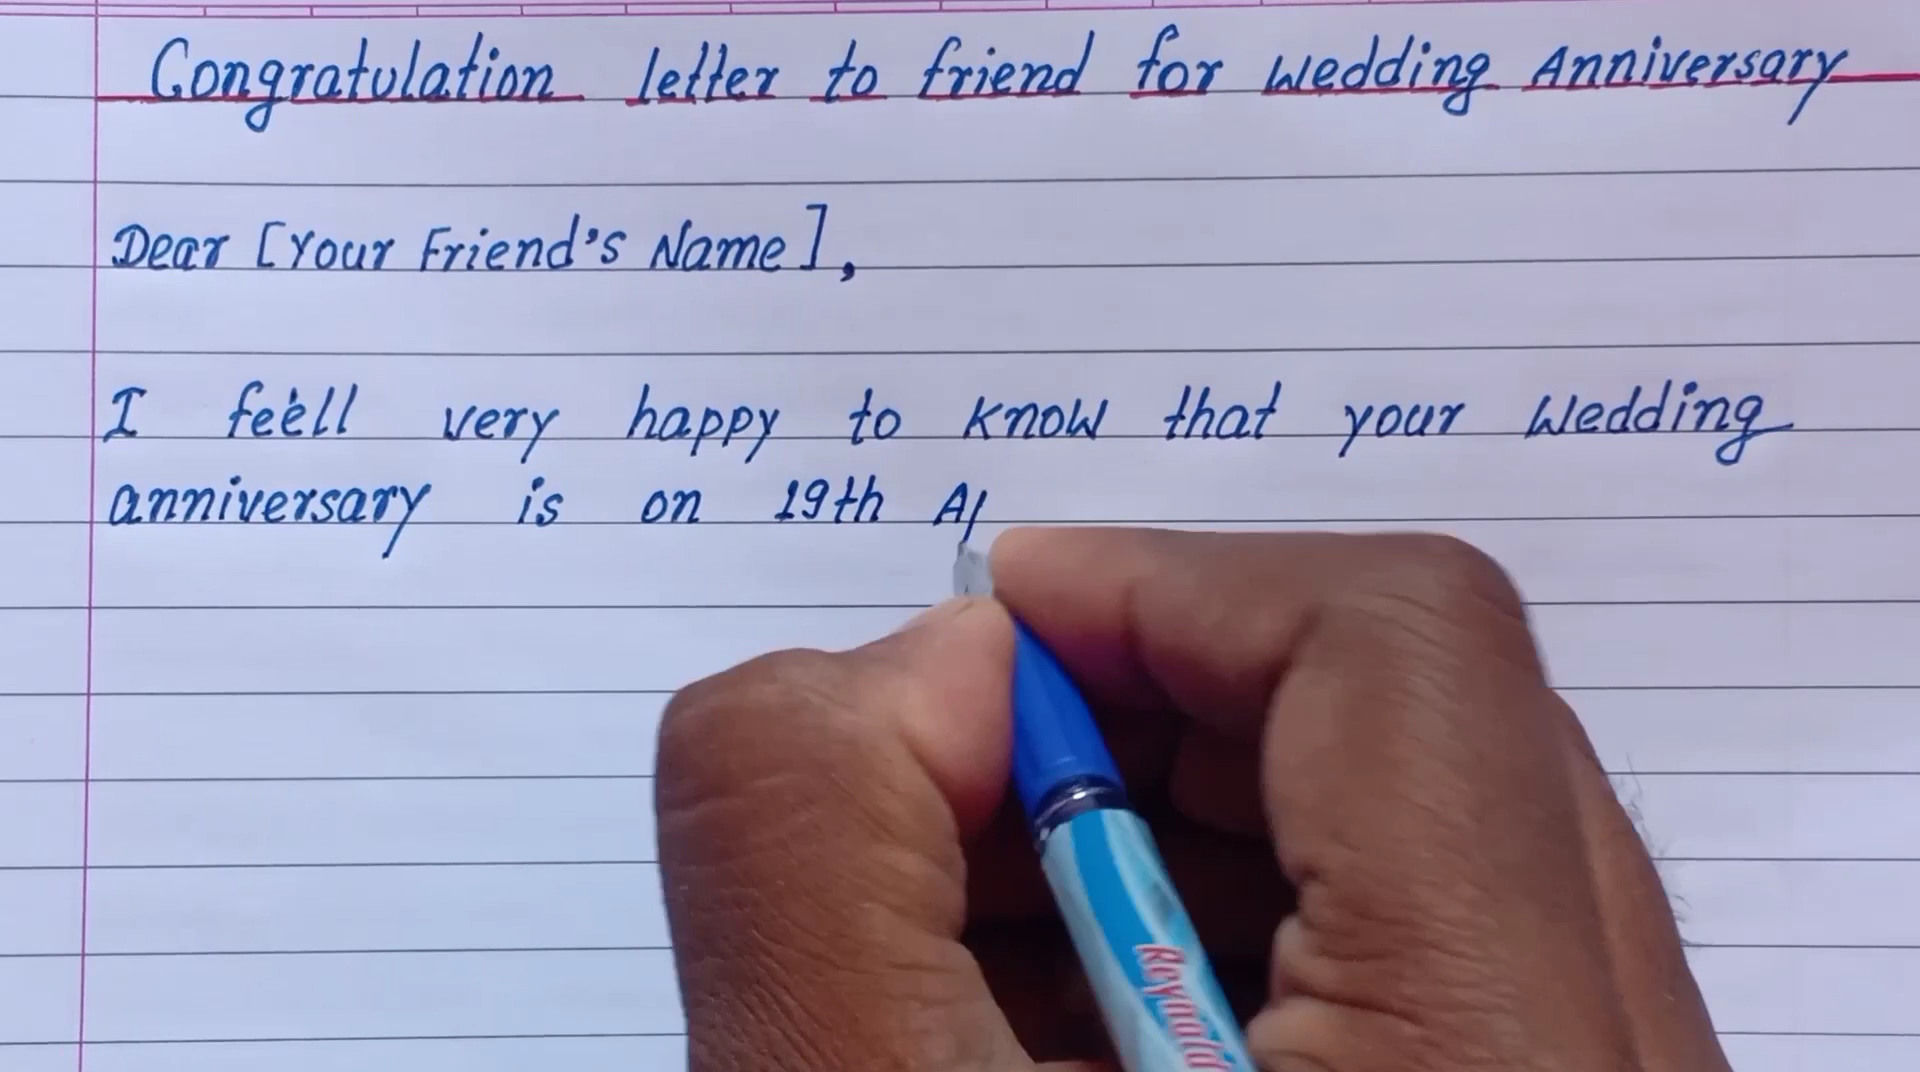 Congratulation letter to friend for Wedding Anniversary
Dear [Your Friend's Name],
I feell very happy to know that your Wedding
anniversary is on 19th
Reynold